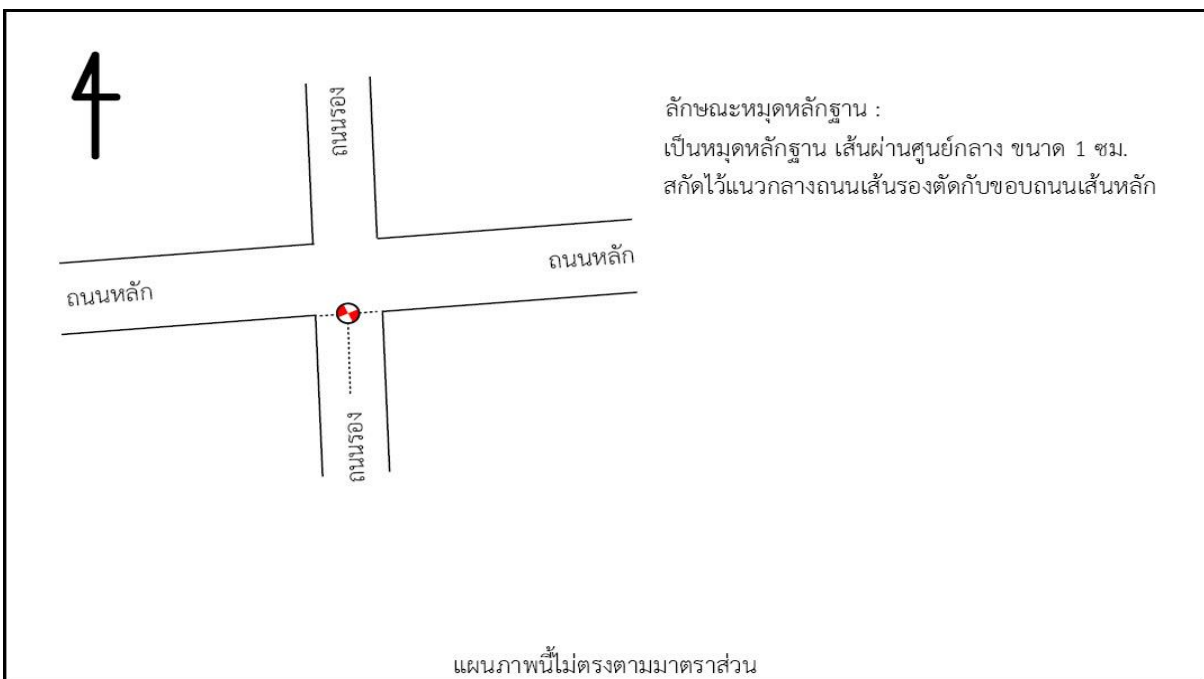 ถนนรอง
ลักษณะหมุดหลักฐาน :
เป็นหมุดหลักฐาน เส้นผ่านศูนย์กลาง ขนาด 1 ซม.
สกัดไว้แนวกลางถนนเส้นรองตัดกับขอบถนนเส้นหลัก
ถนนหลัก
ถนนหลัก
ถนนรอง
แผนภาพนี้ไม่ตรงตามมาตราส่วน